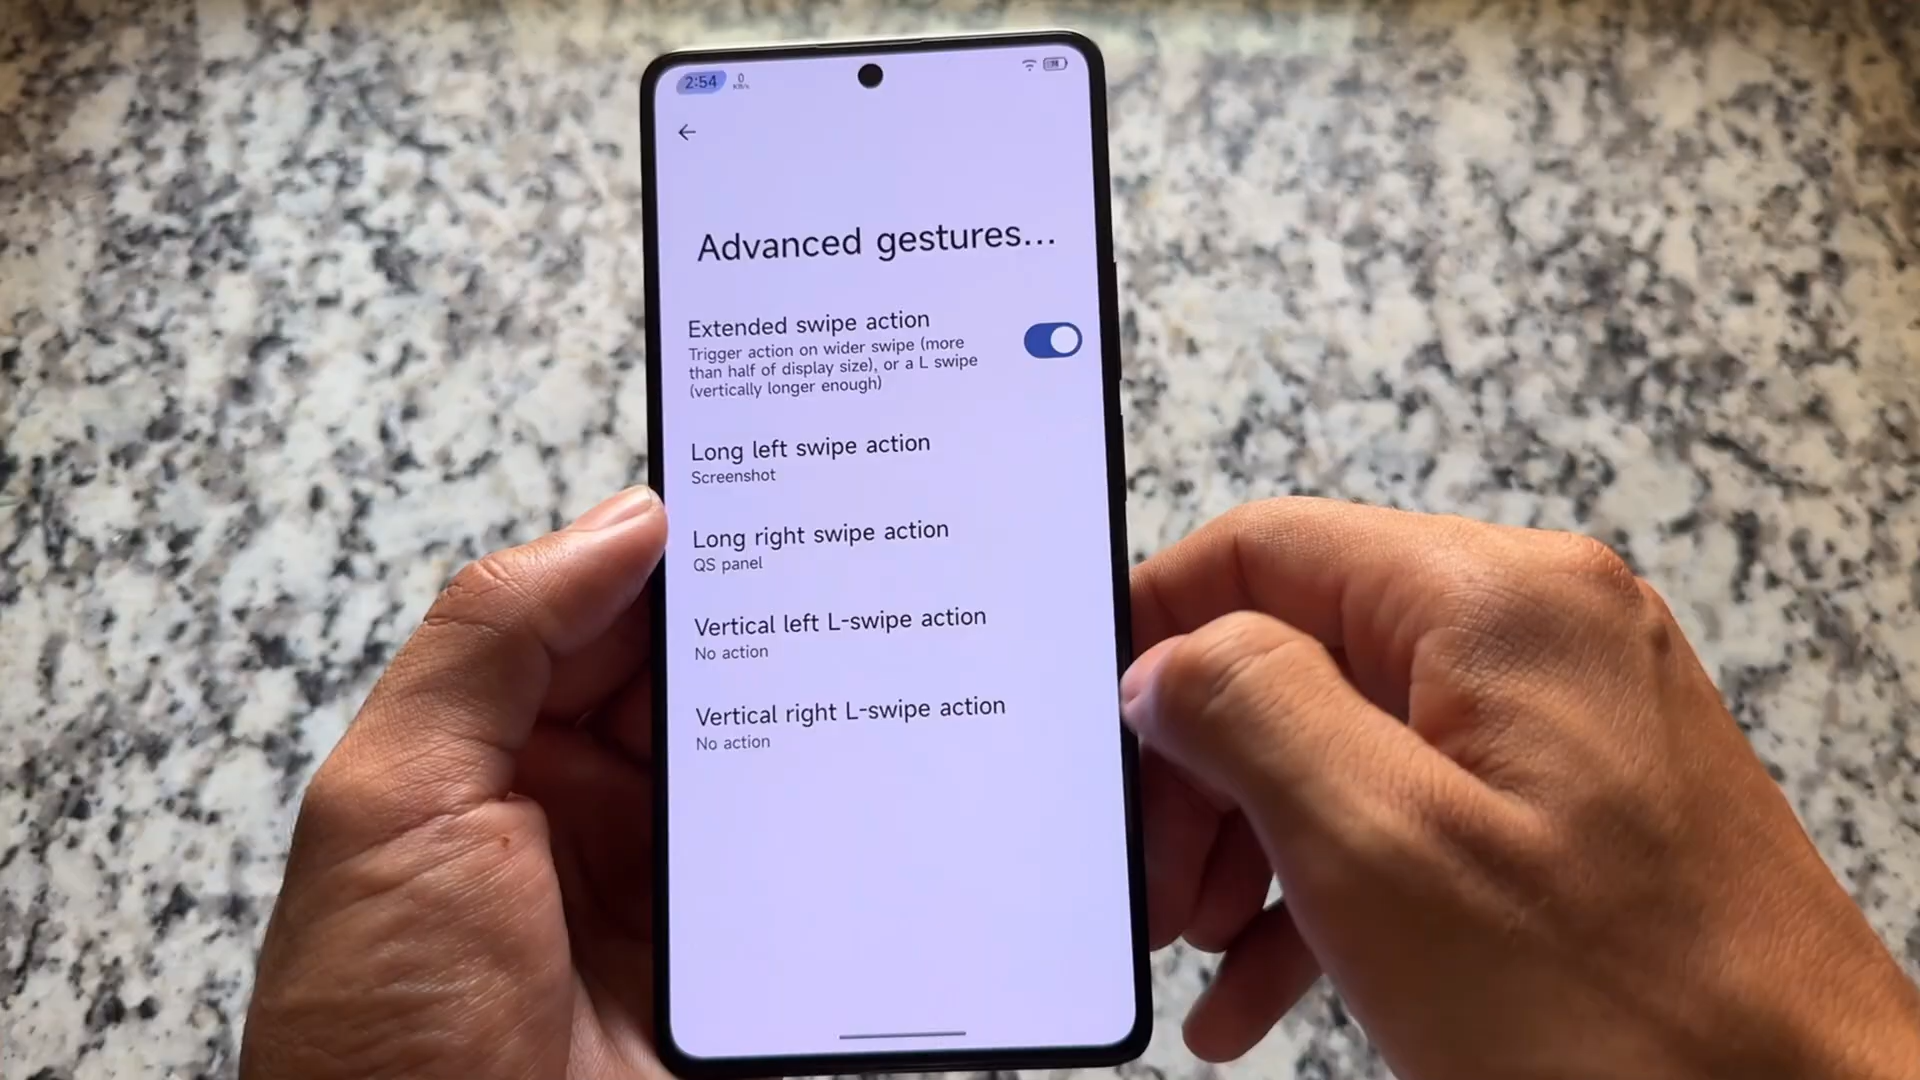 2:54 0 KB/s
Advanced gestures...
Extended swipe action
Trigger action on wider swipe (more
than half of display size), or a L swipe
(vertically longer enough)
Long left swipe action
Screenshot
Long right swipe action
QS panel
Vertical left L-swipe action
No action
Vertical right L-swipe action
No action